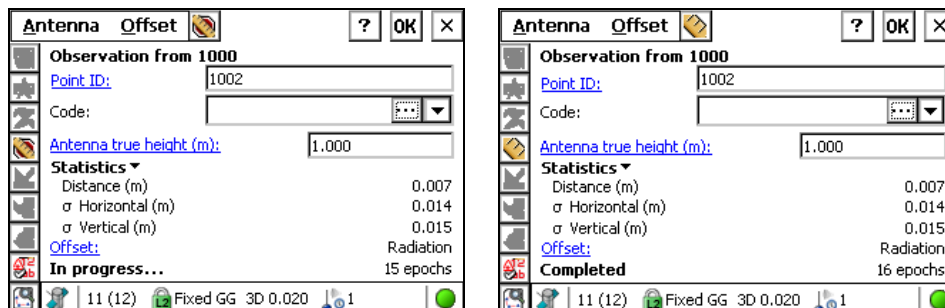 Antenna Offset ? OK ×
Observation from 1000
Point ID: 1002
Code:
Antenna true height (m): 1.000
Statistics
Distance (m) 0.007
σ Horizontal (m) 0.014
σ Vertical (m) 0.015
Offset: Radiation
In progress... 15 epochs
11 (12) L2 Fixed GG 3D 0.020 1
Antenna Offset ? OK ×
Observation from 1000
Point ID: 1002
Code:
Antenna true height (m): 1.000
Statistics
Distance (m) 0.007
σ Horizontal (m) 0.014
σ Vertical (m) 0.015
Offset: Radiation
Completed 16 epochs
11 (12) L2 Fixed GG 3D 0.020 1